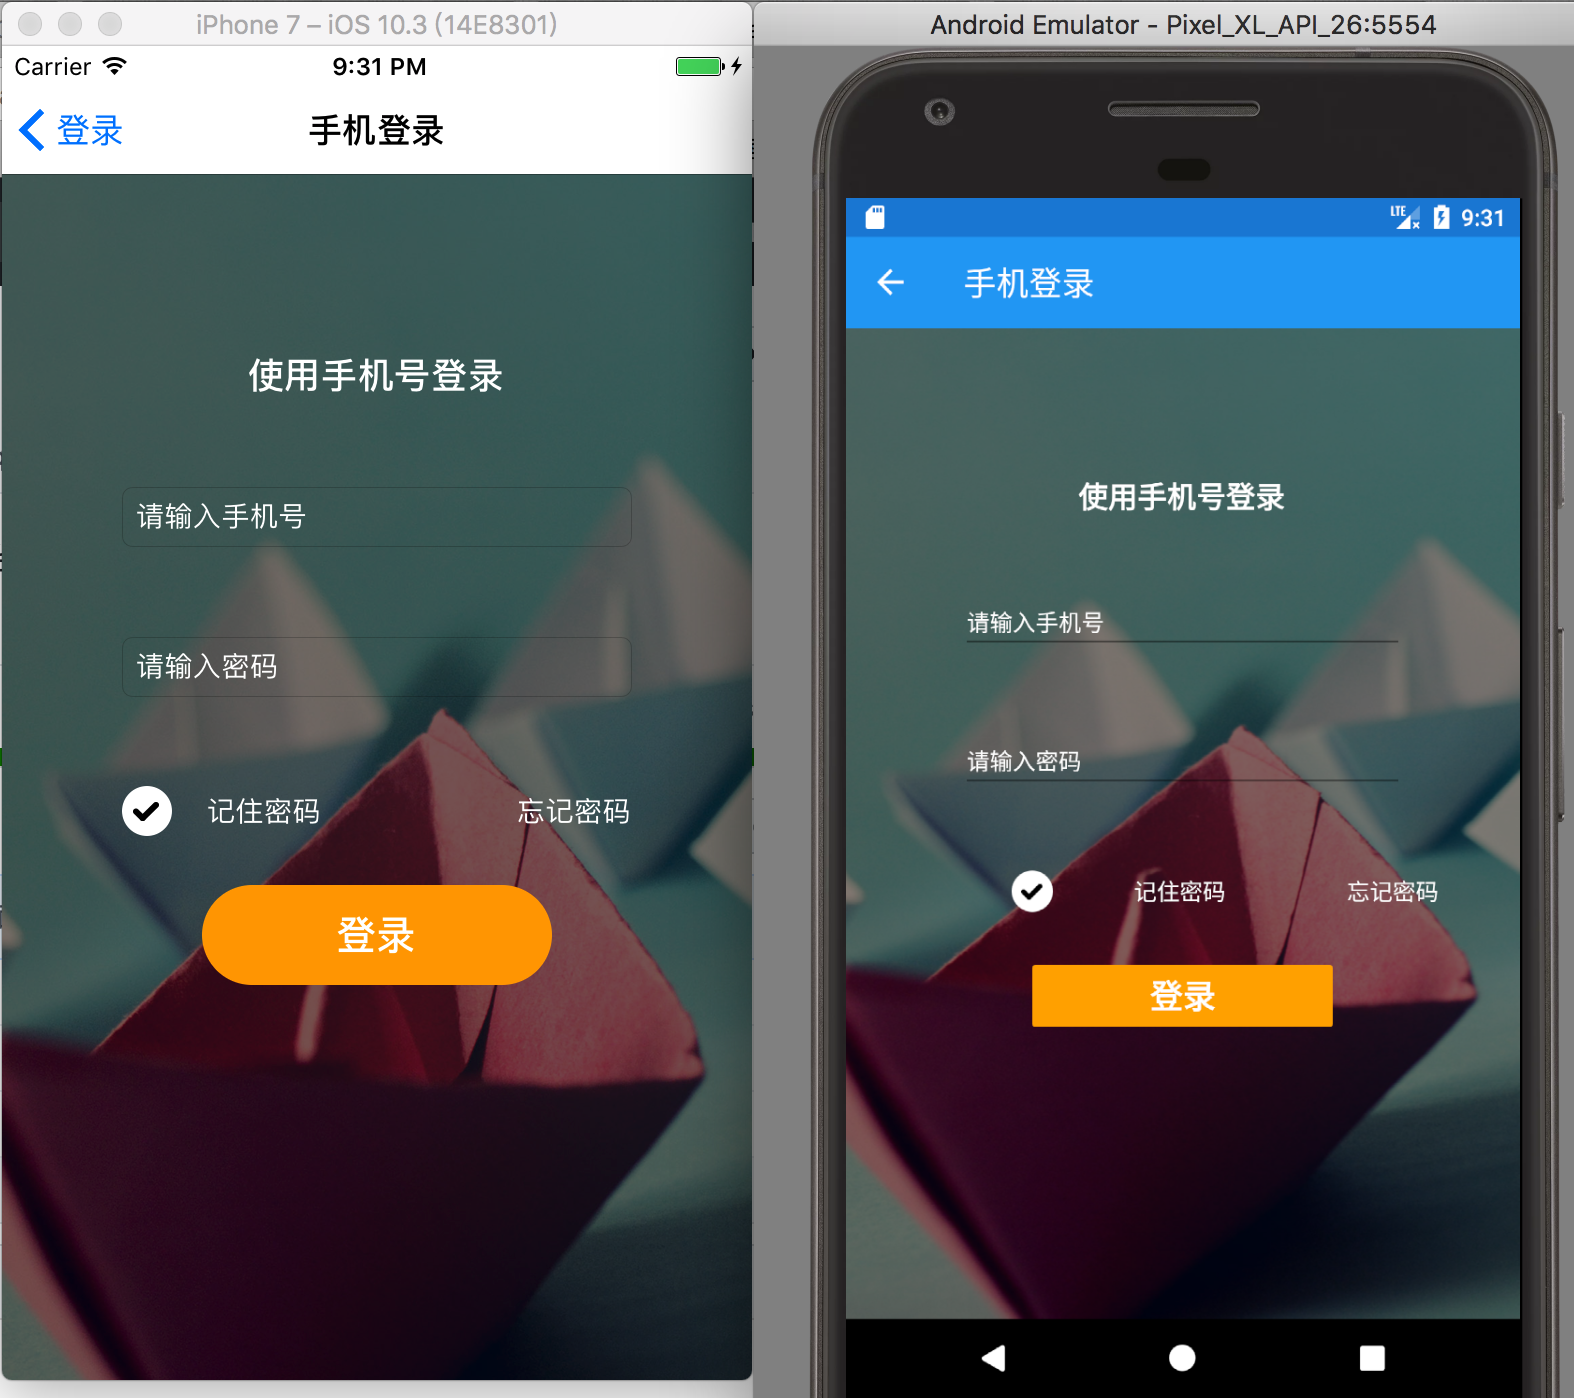 iPhone 7 – iOS 10.3 (14E8301)
Carrier 9:31 PM
登录 手机登录
使用手机号登录
请输入手机号
请输入密码
记住密码 忘记密码
登录
Android Emulator - Pixel_XL_API_26:5554
LTE 9:31
手机登录
使用手机号登录
请输入手机号
请输入密码
记住密码 忘记密码
登录